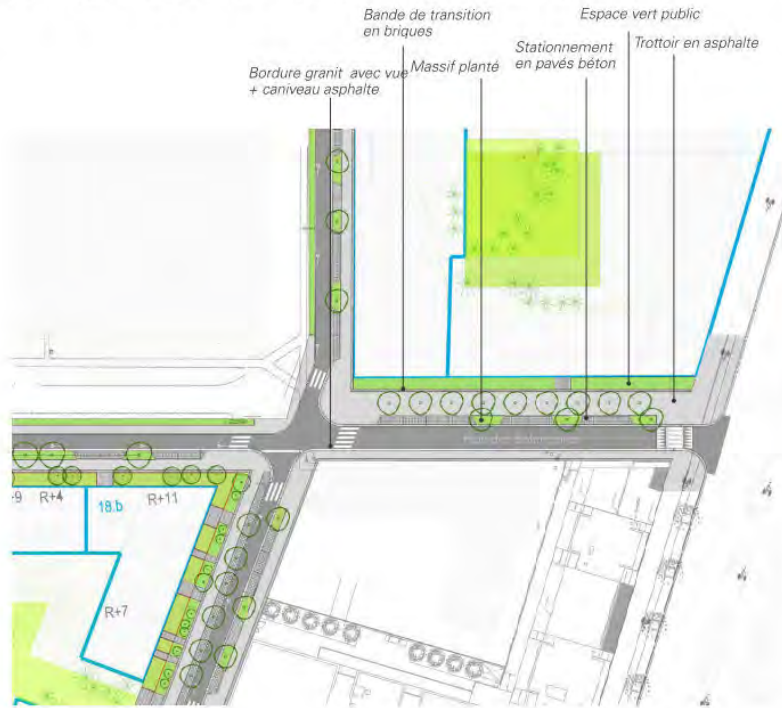 Bande de transition
en briques
Espace vert public
Bordure granit avec vue
+ caniveau asphalte
Massif planté
Stationnement
en pavés béton
Trottoir en asphalte
R+4
18.b
R+11
R+7